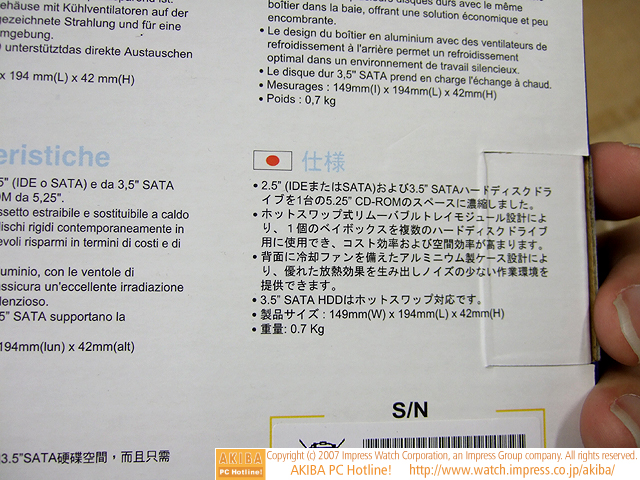 ehäuse mit Kühlventilatoren auf der
gezeichnete Strahlung und für eine
mgebung.
unterstütztdas direkte Austauschen
x 194 mm(L) x 42 mm(H)
disques durs avec le même
boîtier dans la baie, offrant une solution économique et peu
encombrante.
• Le design du boîtier en aluminium avec des ventilateurs de
refroidissement à l'arrière permet un refroidissement
optimal dans un environnement de travail silencieux.
• Le disque dur 3,5" SATA prend en charge l'échange à chaud.
• Mesurages : 149mm(l) x 194mm(L) x 42mm(H)
• Poids : 0,7 kg
eristiche
5" (IDE o SATA) e da 3,5" SATA
OM da 5,25".
ssetto estraibile e sostituibile a caldo
dischi rigidi contemporaneamente in
evoli risparmi in termini di costi e di
uminio, con le ventole di
assicura un'eccellente irradiazione
lenzioso.
5" SATA supportano la
194mm(lun) x 42mm(alt)
仕様
• 2.5" (IDEまたはSATA)および3.5" SATAハードディスクドラ
イブを1台の5.25" CD-ROMのスペースに濃縮しました。
• ホットスワップ式リムーバブルトレイモジュール設計によ
り、１個のベイボックスを複数のハードディスクドライブ
用に使用でき、コスト効率および空間効率が高まります。
• 背面に冷却ファンを備えたアルミニウム製ケース設計によ
り、優れた放熱効果を生み出しノイズの少ない作業環境を
提供できます。
• 3.5" SATA HDDはホットスワップ対応です。
• 製品サイズ : 149mm(W) x 194mm(L) x 42mm(H)
• 重量: 0.7 Kg
S/N
3.5"SATA硬碟空間，而且只需
AKIBA
PC Hotline!
Copyright (c) 2007 Impress Watch Corporation, an Impress Group company. All rights reserved.
AKIBA PC Hotline! http://www.watch.impress.co.jp/akiba/